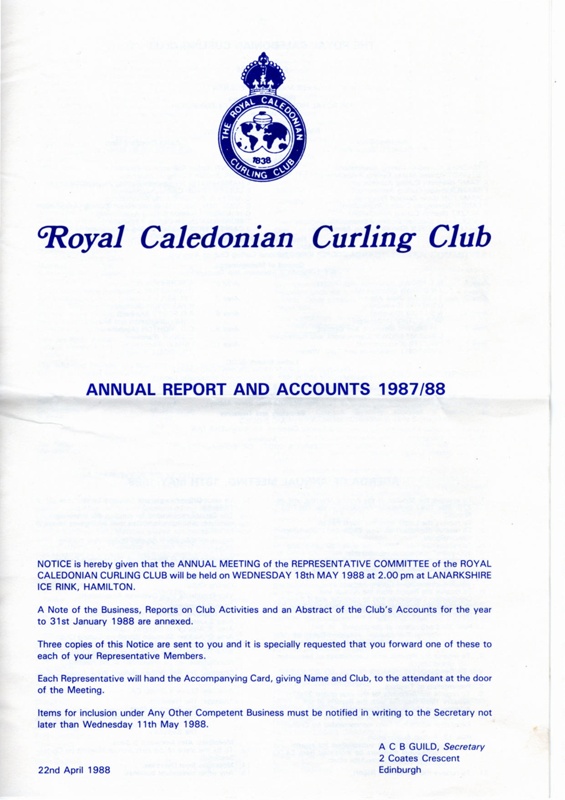 THE ROYAL CALEDONIAN
1838
CURLING CLUB
Royal Caledonian Curling Club
ANNUAL REPORT AND ACCOUNTS 1987/88
NOTICE is hereby given that the ANNUAL MEETING of the REPRESENTATIVE COMMITTEE of the ROYAL
CALEDONIAN CURLING CLUB will be held on WEDNESDAY 18th MAY 1988 at 2.00 pm at LANARKSHIRE
ICE RINK, HAMILTON.
A Note of the Business, Reports on Club Activities and an Abstract of the Club's Accounts for the year
to 31st January 1988 are annexed.
Three copies of this Notice are sent to you and it is specially requested that you forward one of these to
each of your Representative Members.
Each Representative will hand the Accompanying Card, giving Name and Club, to the attendant at the door
of the Meeting.
Items for inclusion under Any Other Competent Business must be notified in writing to the Secretary not
later than Wednesday 11th May 1988.
A C B GUILD, Secretary
2 Coates Crescent
Edinburgh
22nd April 1988